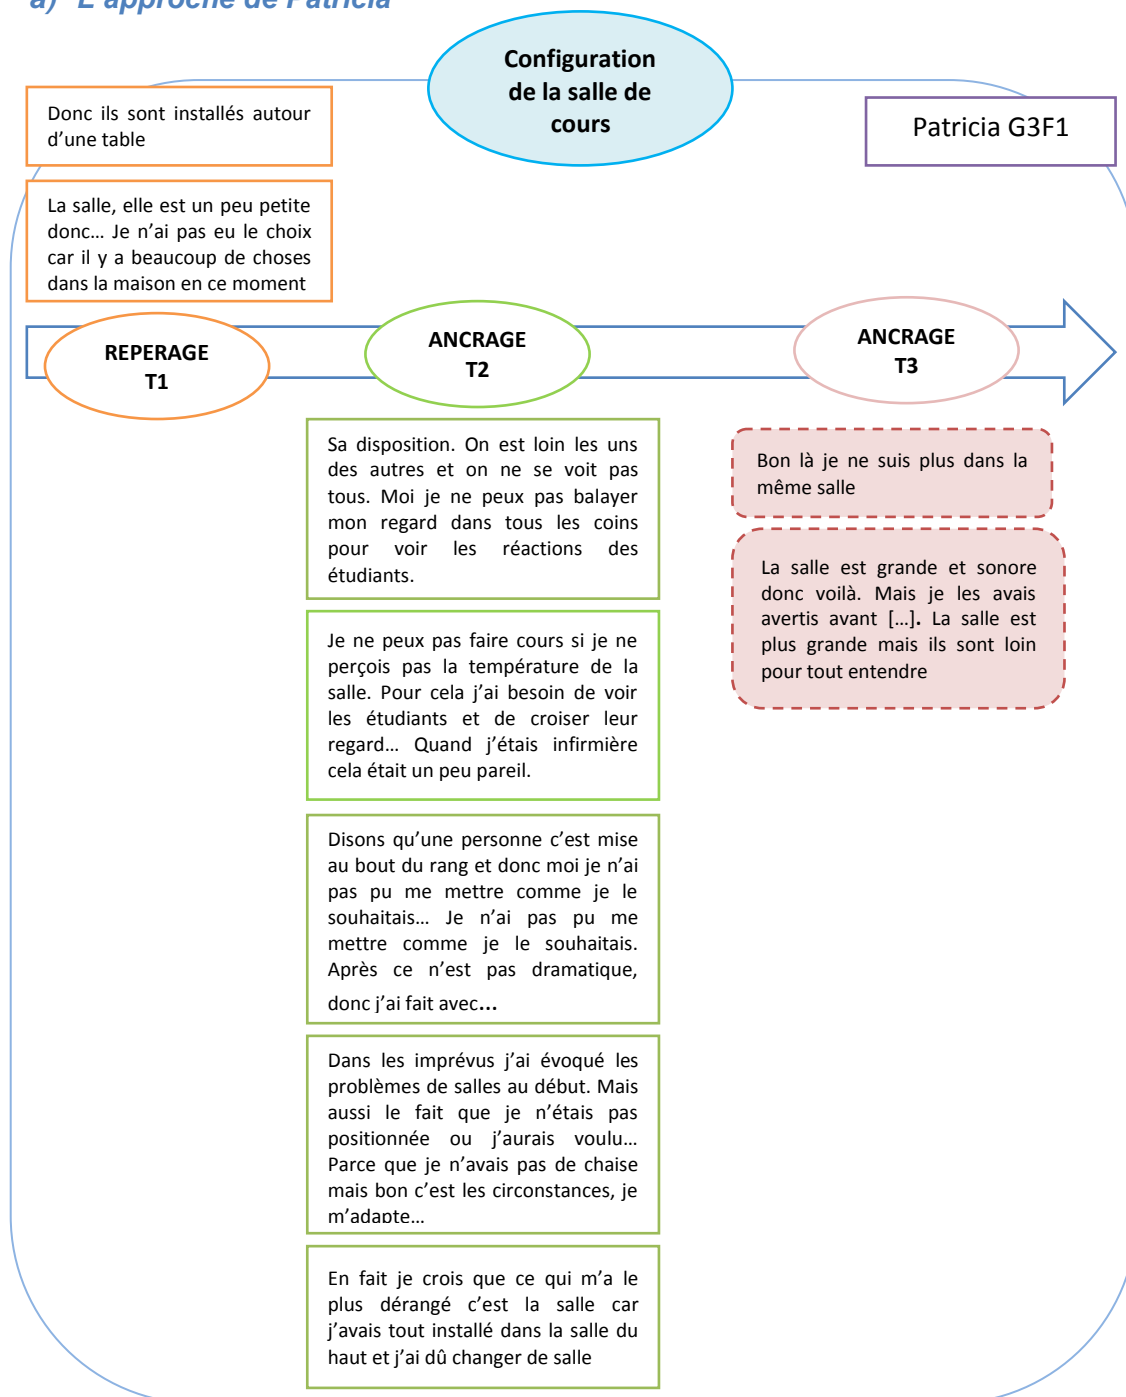 a) L'approche de Patricia
Configuration
de la salle de
cours
Patricia G3F1
Donc ils sont installés autour
d’une table
La salle, elle est un peu petite
donc… Je n’ai pas eu le choix
car il y a beaucoup de choses
dans la maison en ce moment
REPERAGE
T1
ANCRAGE
T2
ANCRAGE
T3
Sa disposition. On est loin les uns
des autres et on ne se voit pas
tous. Moi je ne peux pas balayer
mon regard dans tous les coins
pour voir les réactions des
étudiants.
Je ne peux pas faire cours si je ne
perçois pas la température de la
salle. Pour cela j’ai besoin de voir
les étudiants et de croiser leur
regard… Quand j’étais infirmière
cela était un peu pareil.
Disons qu’une personne c’est mise
au bout du rang et donc moi je n’ai
pas pu me mettre comme je le
souhaitais… Je n’ai pas pu me
mettre comme je le souhaitais.
Après ce n’est pas dramatique,
donc j’ai fait avec…
Dans les imprévus j’ai évoqué les
problèmes de salles au début. Mais
aussi le fait que je n’étais pas
positionnée ou j’aurais voulu…
Parce que je n’avais pas de chaise
mais bon c’est les circonstances, je
m’adapte…
En fait je crois que ce qui m’a le
plus dérangé c’est la salle car
j’avais tout installé dans la salle du
haut et j’ai dû changer de salle
Bon là je ne suis plus dans la
même salle
La salle est grande et sonore
donc voilà. Mais je les avais
avertis avant […]. La salle est
plus grande mais ils sont loin
pour tout entendre